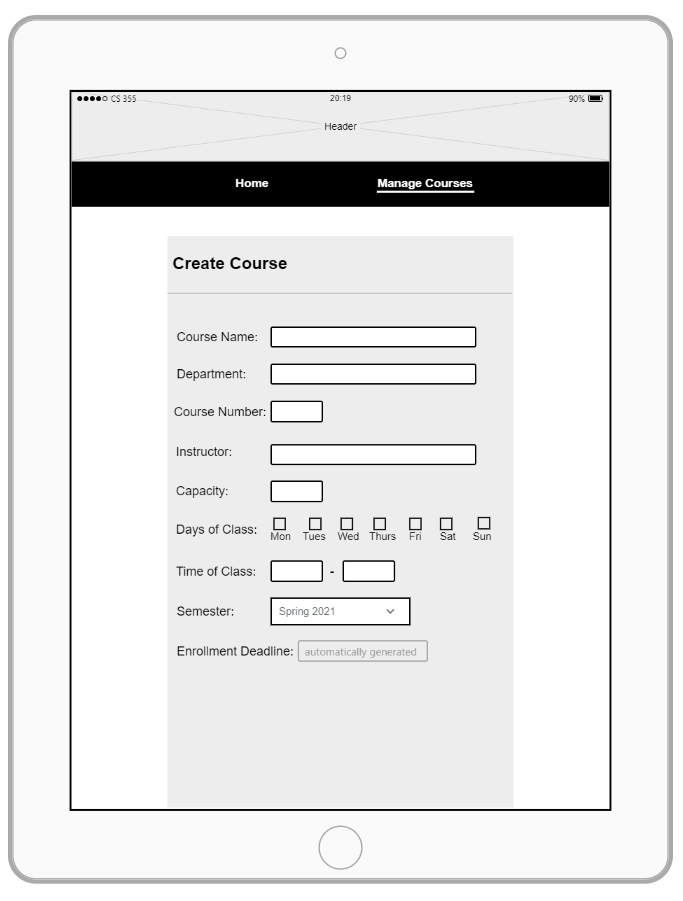 CS 355 20:19 90%
Header
Home Manage Courses
Create Course
Course Name:
Department:
Course Number:
Instructor:
Capacity:
Days of Class:
Mon Tues Wed Thurs Fri Sat Sun
Time of Class: -
Semester: Spring 2021
Enrollment Deadline: automatically generated